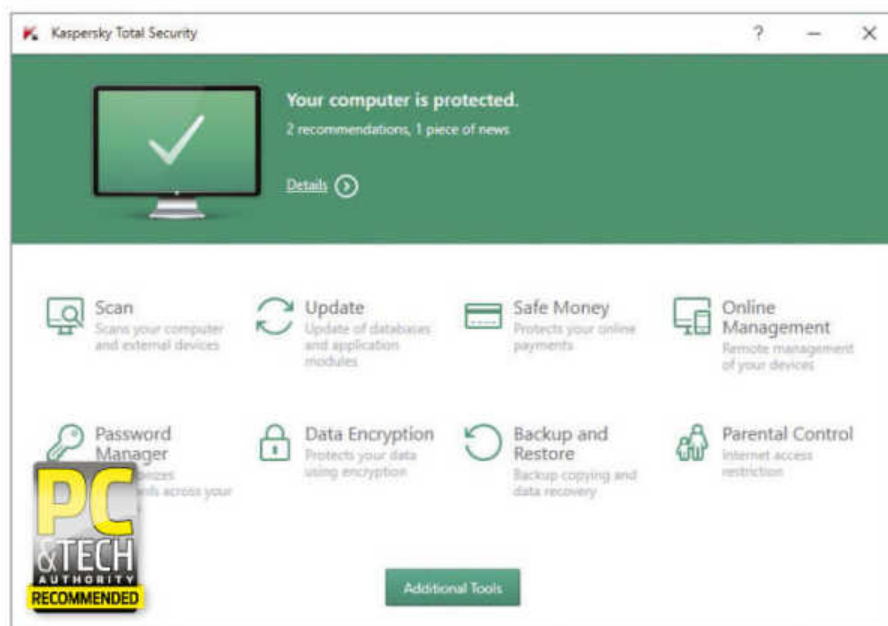 Kaspersky Total Security
?
Your computer is protected.
2 recommendations, 1 piece of news
Details
Scan
Scans your computer
and external devices
Update
Update of databases
and application
modules
Safe Money
Protects your online
payments
Online
Management
Remote management
of your devices
Password
Manager
across your
Data Encryption
Protects your data
using encryption
Backup and
Restore
Backup copying and
data recovery
Parental Control
Internet access
restriction
PC
&TECH
AUTHORITY
RECOMMENDED
Additional Tools